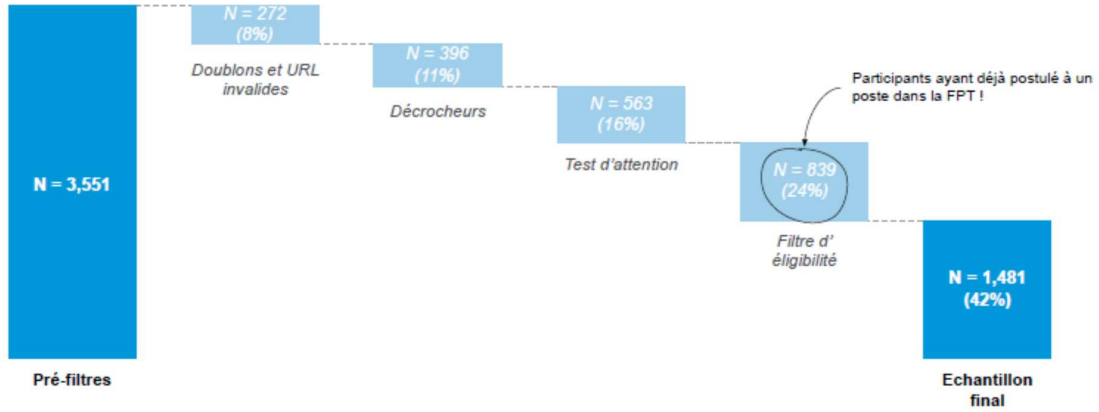 N = 272
(8%)
Doublons et URL
invalides
N = 396
(11%)
Décrocheurs
N = 563
(16%)
Test d'attention
Participants ayant déjà postulé à un
poste dans la FPT !
N = 839
(24%)
Filtre d'
éligibilité
N = 3,551
Pré-filtres
N = 1,481
(42%)
Echantillon
final